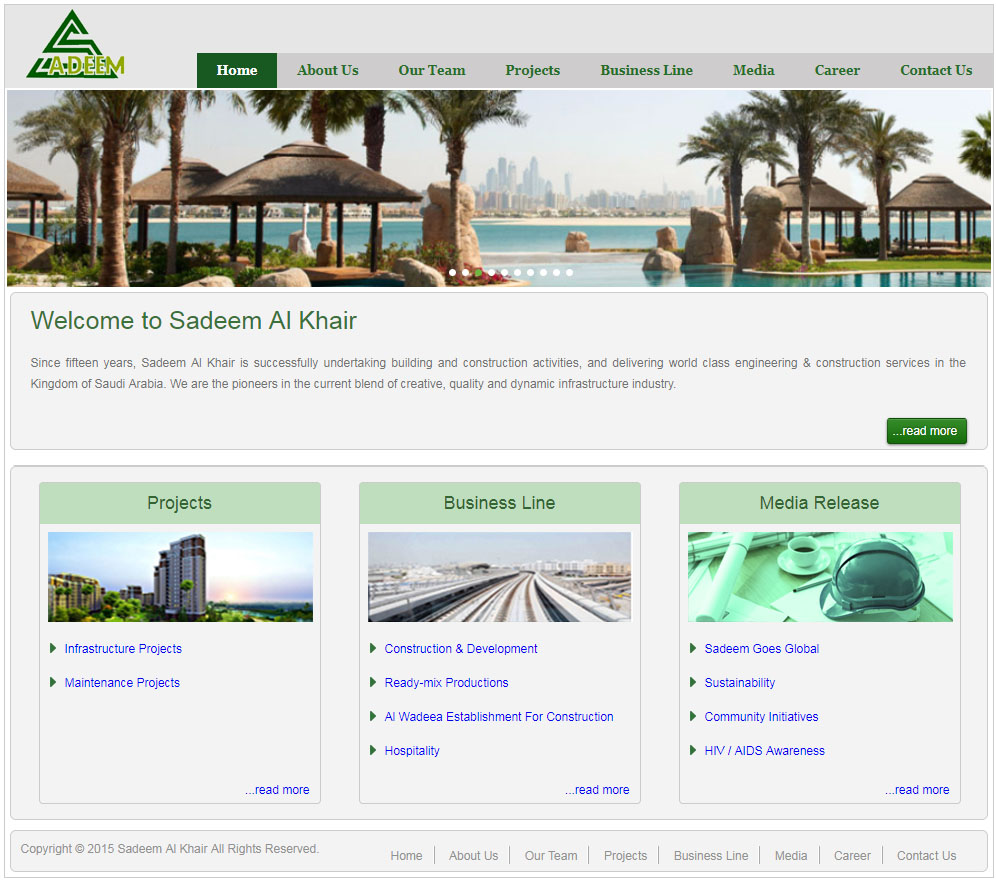 SADEEM
Home About Us Our Team Projects Business Line Media Career Contact Us
Welcome to Sadeem Al Khair
Since fifteen years, Sadeem Al Khair is successfully undertaking building and construction activities, and delivering world class engineering & construction services in the
Kingdom of Saudi Arabia. We are the pioneers in the current blend of creative, quality and dynamic infrastructure industry.
...read more
Projects
Infrastructure Projects
Maintenance Projects
...read more
Business Line
Construction & Development
Ready-mix Productions
Al Wadeea Establishment For Construction
Hospitality
...read more
Media Release
Sadeem Goes Global
Sustainability
Community Initiatives
HIV / AIDS Awareness
...read more
Copyright © 2015 Sadeem Al Khair All Rights Reserved.
Home About Us Our Team Projects Business Line Media Career Contact Us